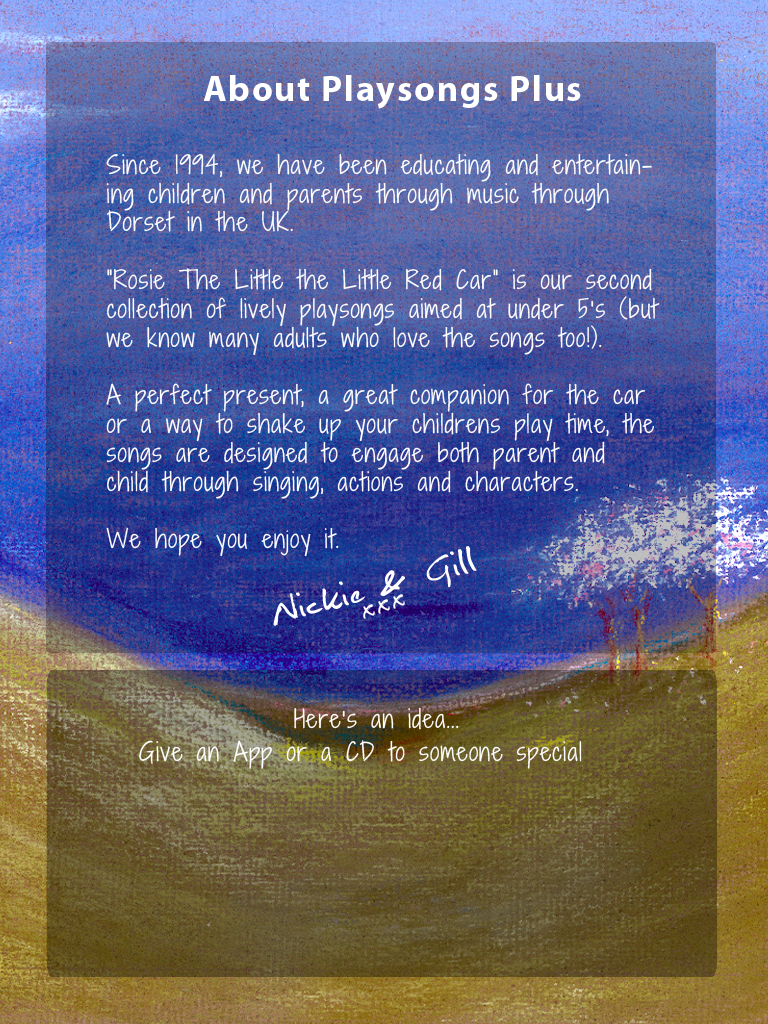 About Playsongs Plus
Since 1994, we have been educating and entertain-
ing children and parents through music through
Dorset in the UK.
"Rosie The Little the Little Red Car" is our second
collection of lively playsongs aimed at under 5's (but
we know many adults who love the songs too!).
A perfect present, a great companion for the car
or a way to shake up your childrens play time, the
songs are designed to engage both parent and
child through singing, actions and characters.
We hope you enjoy it.
Nickie & Gill
xxx
Here's an idea...
Give an App or a CD to someone special